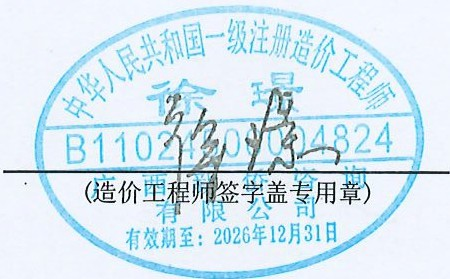 中华人民共和国一级注册造价工程师
徐璟
B1102 004824
(造价工程师签字盖专用章)
有限公司
有效期至：2026年12月31日